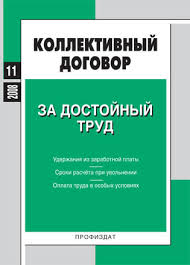 КОЛЛЕКТИВНЫЙ
ДОГОВОР
11
2008
ЗА ДОСТОЙНЫЙ
ТРУД
Удержания из заработной платы
Сроки расчёта при увольнении
Оплата труда в особых условиях
ПРОФИЗДАТ